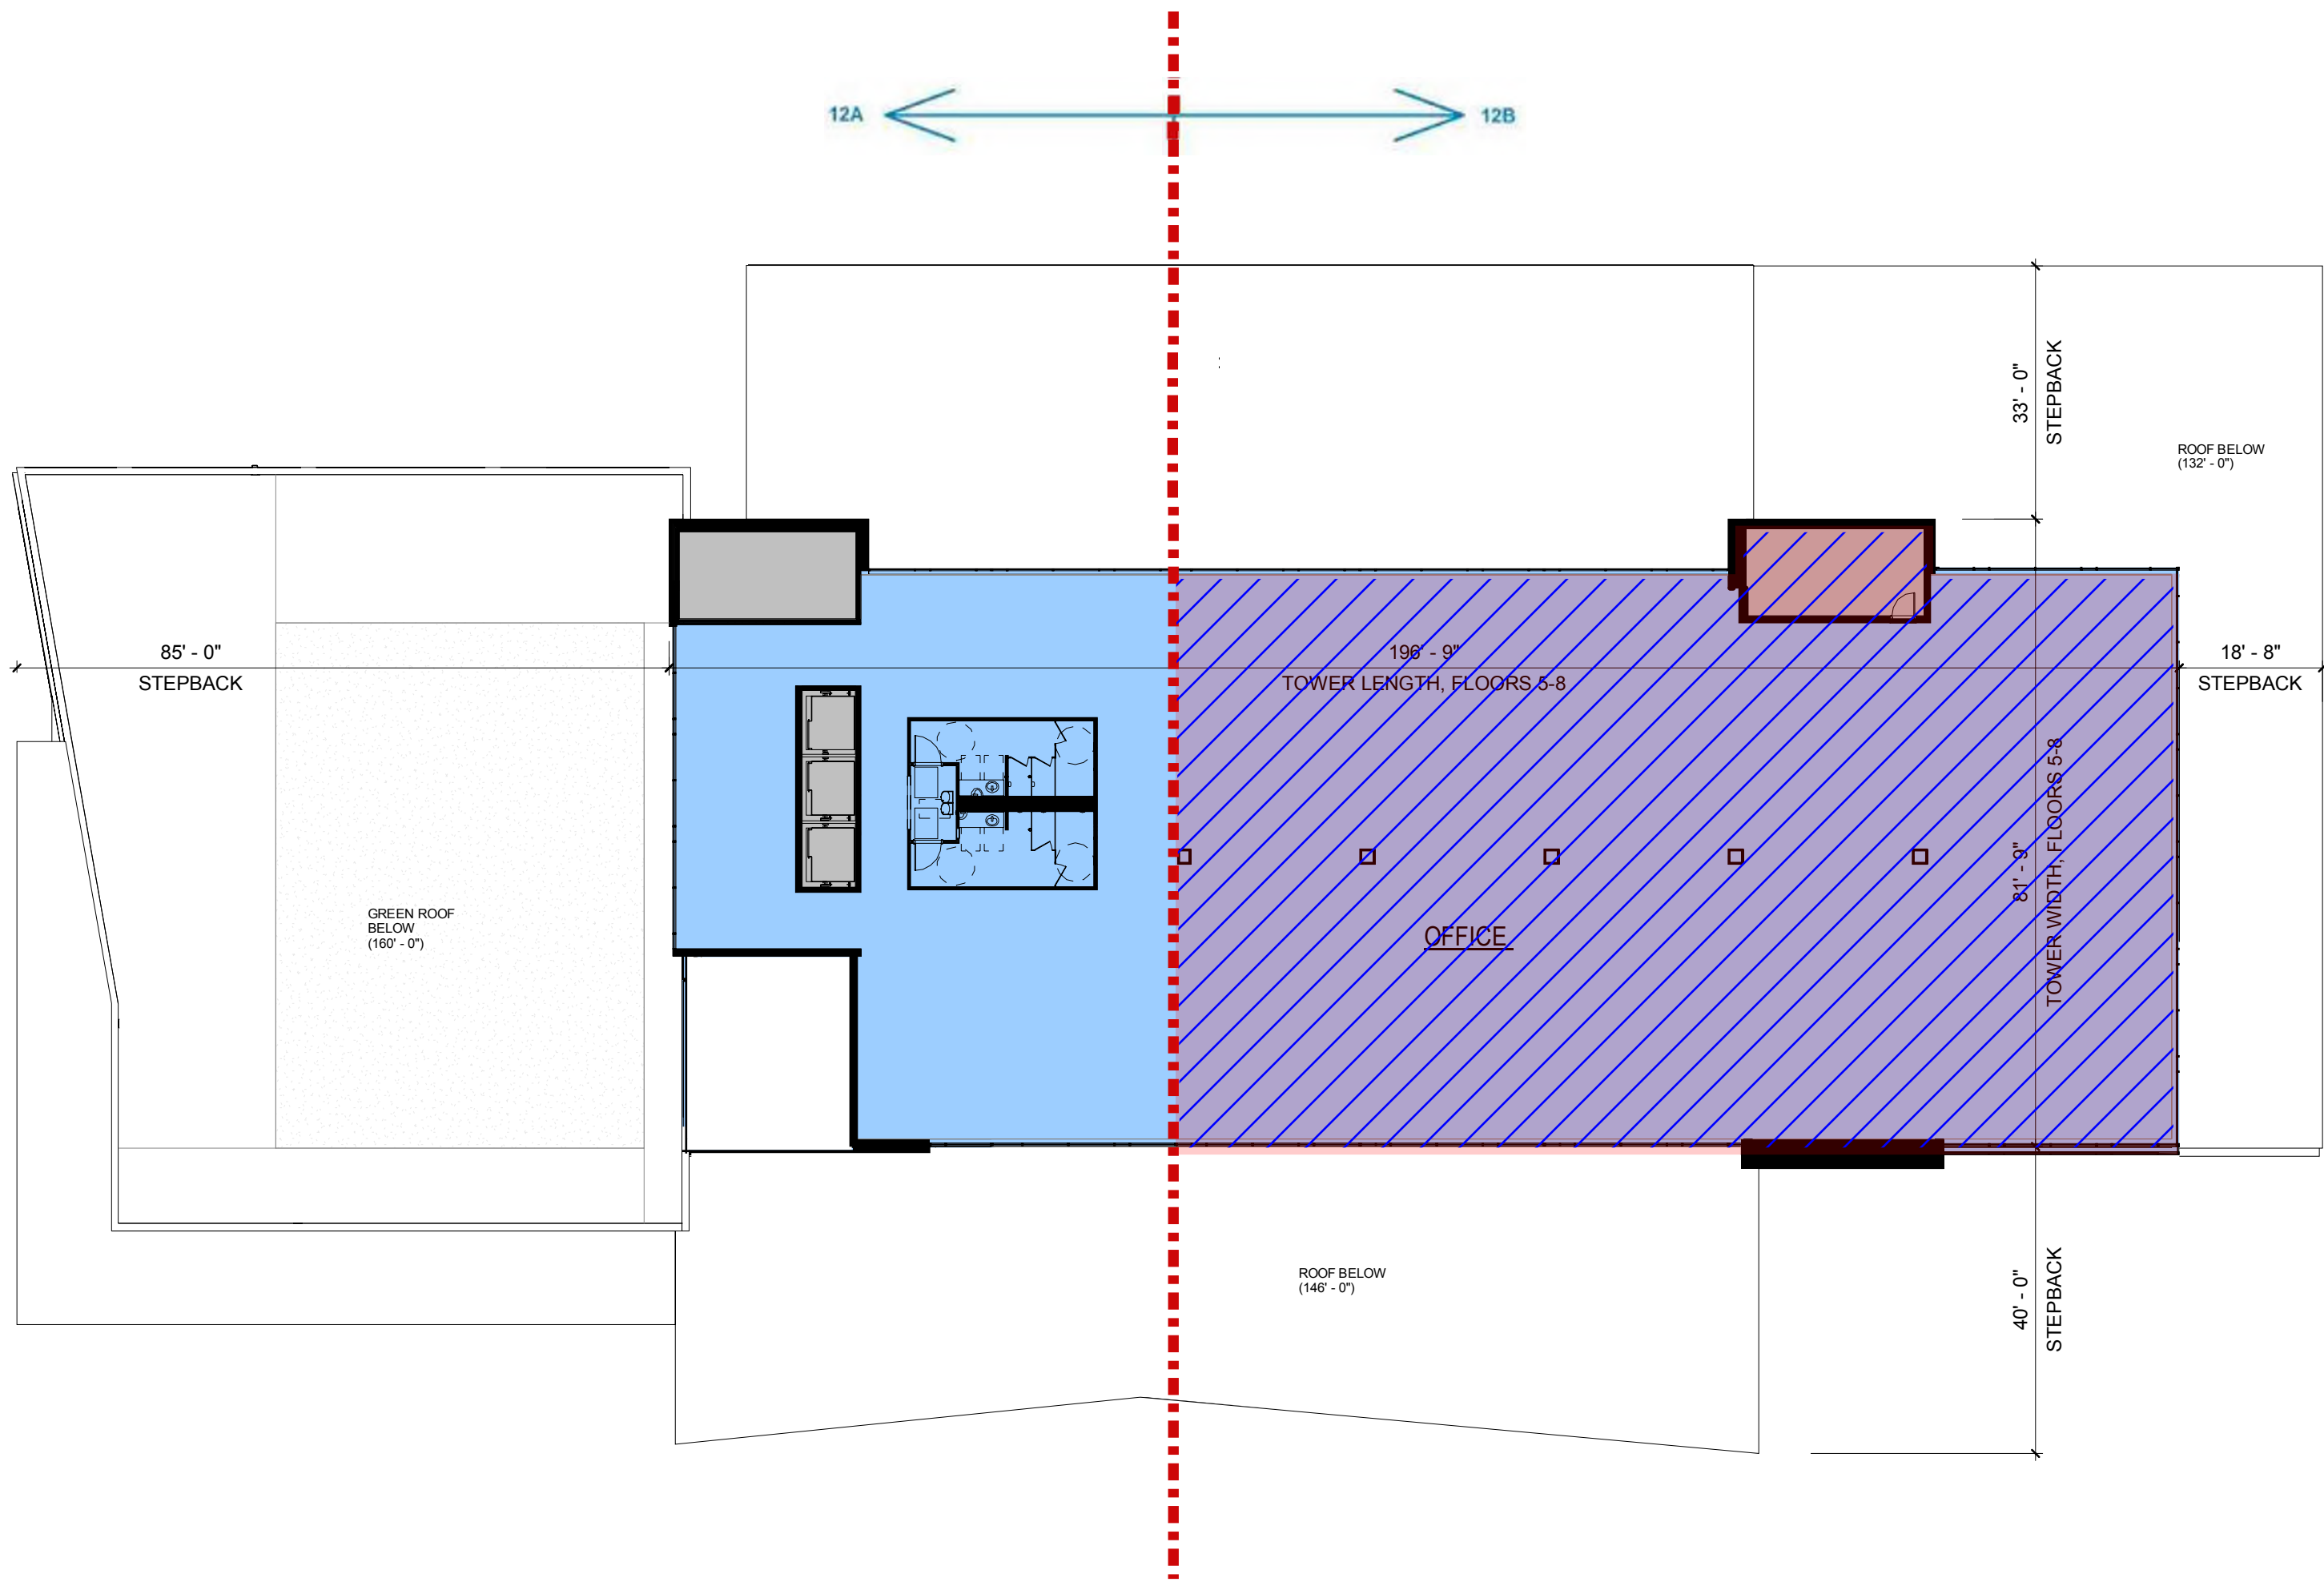 12A
12B
33' - 0"
STEPBACK
ROOF BELOW
(132' - 0")
85' - 0"
STEPBACK
196' - 9"
TOWER LENGTH, FLOORS 5-8
18' - 8"
STEPBACK
81' - 9"
TOWER WIDTH, FLOORS 5-8
GREEN ROOF
BELOW
(160' - 0")
OFFICE
ROOF BELOW
(146' - 0")
40' - 0"
STEPBACK